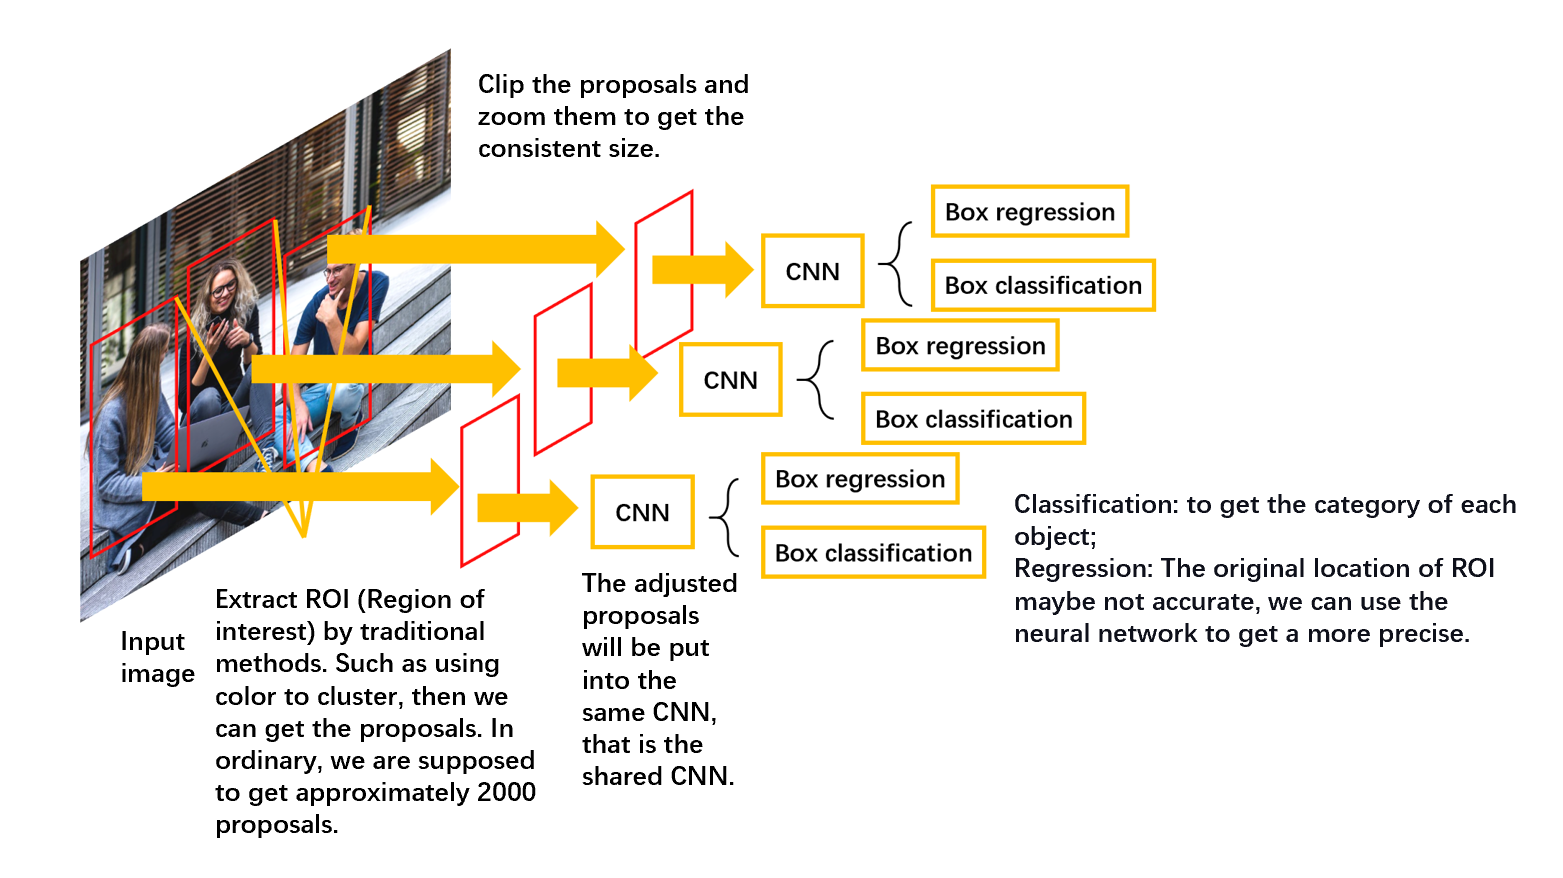 Clip the proposals and
zoom them to get the
consistent size.
Box regression
CNN
Box classification
Box regression
CNN
Box classification
Box regression
CNN
Box classification
Classification: to get the category of each
object;
Regression: The original location of ROI
maybe not accurate, we can use the
neural network to get a more precise.
Input
image
Extract ROI (Region of
interest) by traditional
methods. Such as using
color to cluster, then we
can get the proposals. In
ordinary, we are supposed
to get approximately 2000
proposals.
The adjusted
proposals
will be put
into the
same CNN,
that is the
shared CNN.